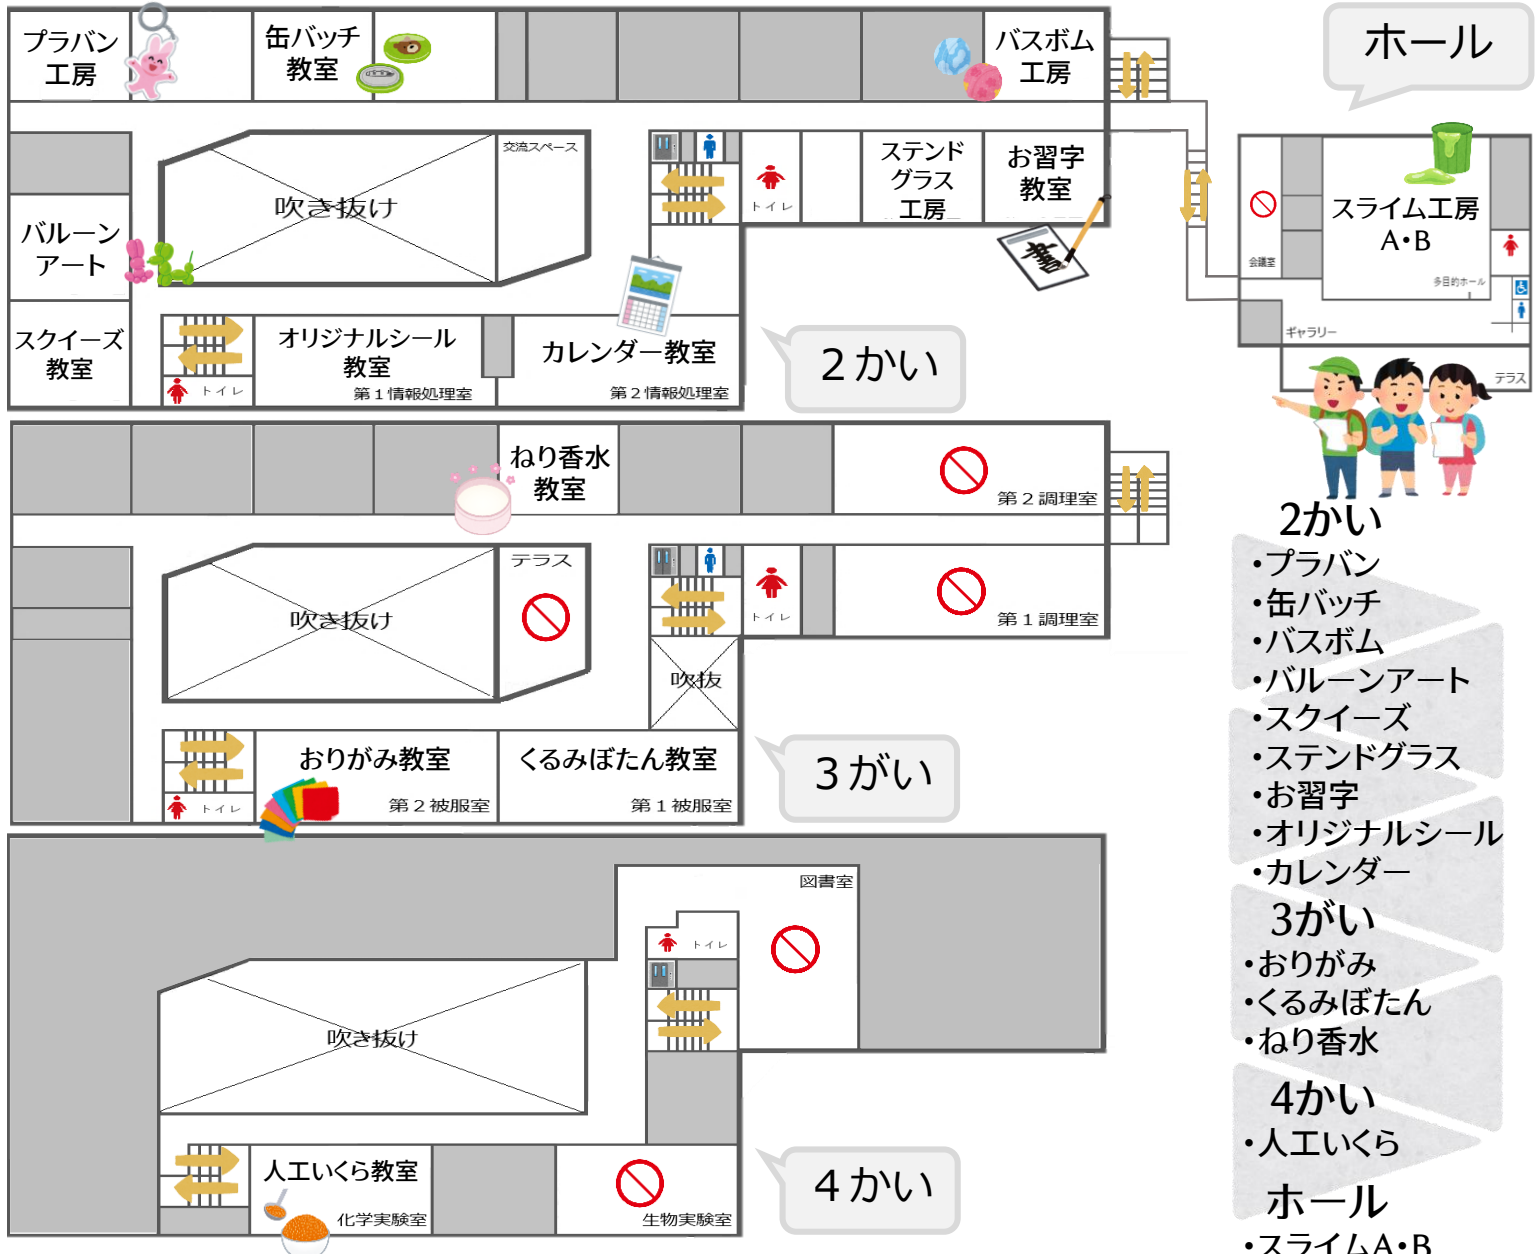 プラバン
工房
缶バッチ
教室
バスボム
工房
ホール
交流スペース
吹き抜け
トイレ
ステンド
グラス
工房
お習字
教室
書
バルーン
アート
スクイーズ
教室
トイレ
オリジナルシール
教室
第1情報処理室
カレンダー教室
第2情報処理室
2かい
スライム工房
A・B
会議室
多目的ホール
ギャラリー
テラス
ねり香水
教室
第2調理室
テラス
吹き抜け
トイレ
第1調理室
吹抜
トイレ
おりがみ教室
第2被服室
くるみぼたん教室
第1被服室
3がい
図書室
トイレ
吹き抜け
人工いくら教室
化学実験室
生物実験室
4かい
2かい
・プラバン
・缶バッチ
・バスボム
・バルーンアート
・スクイーズ
・ステンドグラス
・お習字
・オリジナルシール
・カレンダー
3がい
・おりがみ
・くるみぼたん
・ねり香水
4かい
・人工いくら
ホール
・スライムA・B